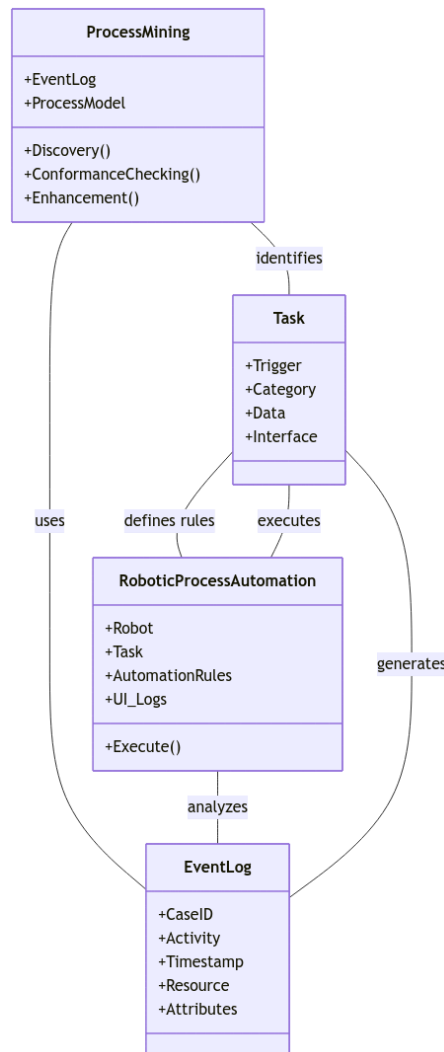 ProcessMining
+EventLog
+ProcessModel
+Discovery()
+ConformanceChecking()
+Enhancement()
identifies
Task
+Trigger
+Category
+Data
+Interface
uses
defines rules
executes
RoboticProcessAutomation
+Robot
+Task
+AutomationRules
+UI_Logs
+Execute()
generates
analyzes
EventLog
+CaseID
+Activity
+Timestamp
+Resource
+Attributes